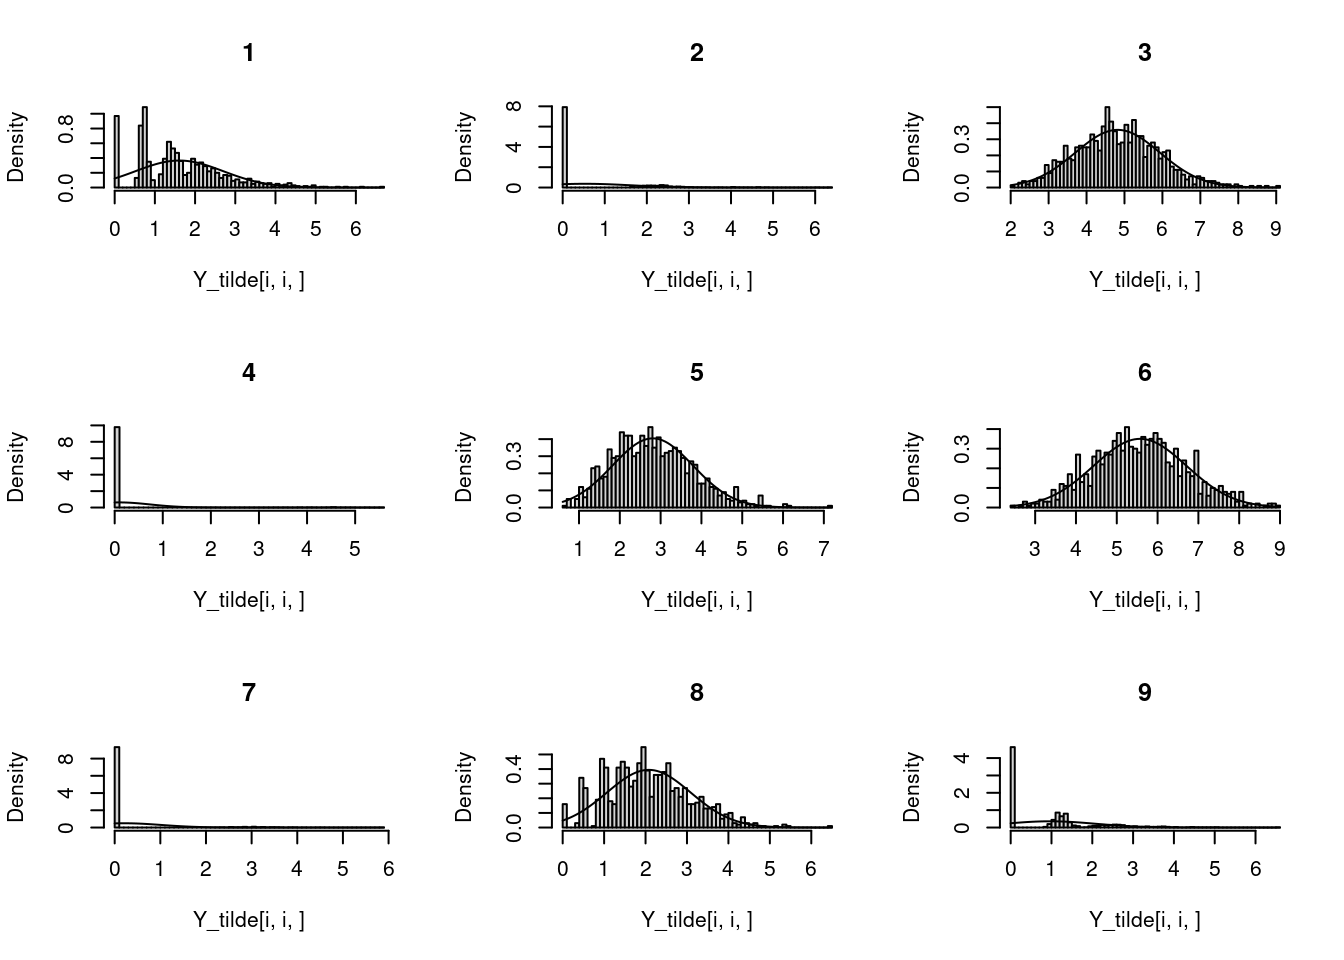 1 2 3
Density 0.0 0.8 Density 0 4 8 Density 0.0 0.3
0 1 2 3 4 5 6 0 1 2 3 4 5 6 2 3 4 5 6 7 8 9
Y_tilde[i, i, ] Y_tilde[i, i, ] Y_tilde[i, i, ]
4 5 6
Density 0 4 8 Density 0.0 0.3 Density 0.0 0.3
0 1 2 3 4 5 1 2 3 4 5 6 7 3 4 5 6 7 8 9
Y_tilde[i, i, ] Y_tilde[i, i, ] Y_tilde[i, i, ]
7 8 9
Density 0 4 8 Density 0.0 0.4 Density 0 2 4
0 1 2 3 4 5 6 0 1 2 3 4 5 6 0 1 2 3 4 5 6
Y_tilde[i, i, ] Y_tilde[i, i, ] Y_tilde[i, i, ]